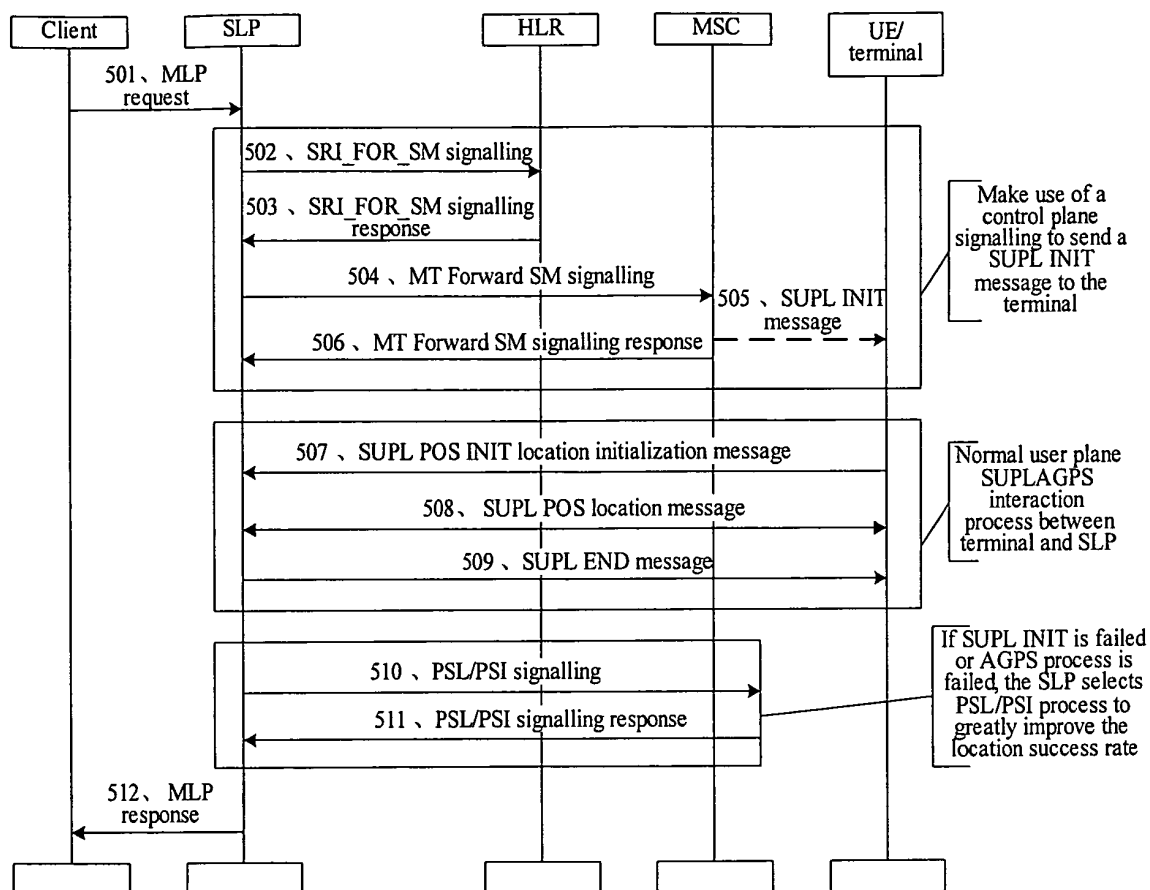 Client
SLP
HLR
MSC
UE/
terminal
501、MLP
request
502 、SRI_FOR_SM signalling
503 、SRI_FOR_SM signalling
response
504 、MT Forward SM signalling
505 、SUPL INIT
message
506 、MT Forward SM signalling response
Make use of a
control plane
signalling to send a
SUPL INIT
message to the
terminal
507 、SUPL POS INIT location initialization message
508、 SUPL POS location message
509 、SUPL END message
Normal user plane
SUPLAGPS
interaction
process between
terminal and SLP
510 、PSL/PSI signalling
511 、PSL/PSI signalling response
If SUPL INIT is failed
or AGPS process is
failed, the SLP selects
PSL/PSI process to
greatly improve the
location success rate
512、MLP
response